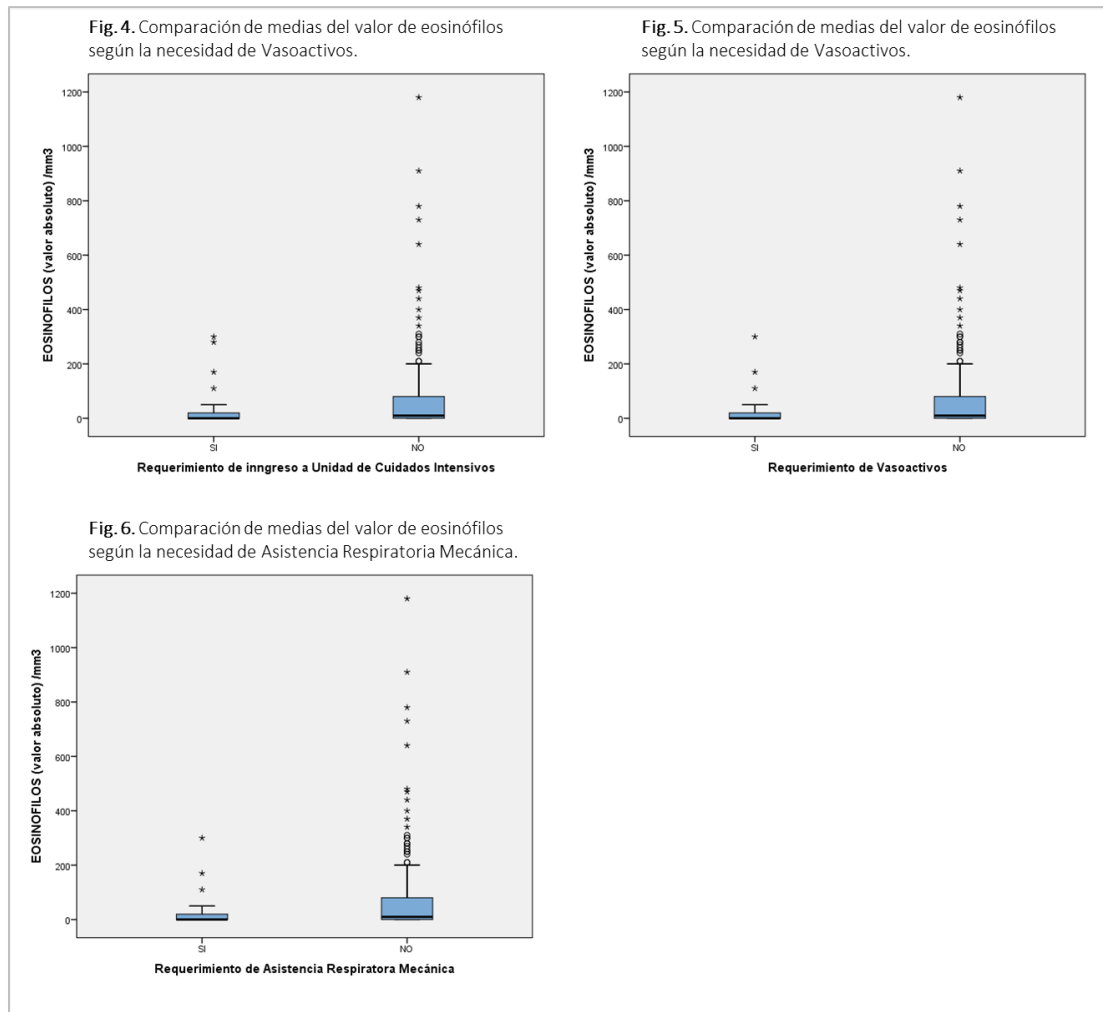 Fig. 4. Comparación de medias del valor de eosinófilos
según la necesidad de Vasoactivos.
EOSINOFILOS (valor absoluto) /mm3
1200
1000
800
600
400
200
0
SI
NO
Requerimiento de inngreso a Unidad de Cuidados Intensivos
Fig. 5. Comparación de medias del valor de eosinófilos
según la necesidad de Vasoactivos.
EOSINOFILOS (valor absoluto) /mm3
1200
1000
800
600
400
200
0
SI
NO
Requerimiento de Vasoactivos
Fig. 6. Comparación de medias del valor de eosinófilos
según la necesidad de Asistencia Respiratoria Mecánica.
EOSINOFILOS (valor absoluto) /mm3
1200
1000
800
600
400
200
0
SI
NO
Requerimiento de Asistencia Respiratora Mecánica